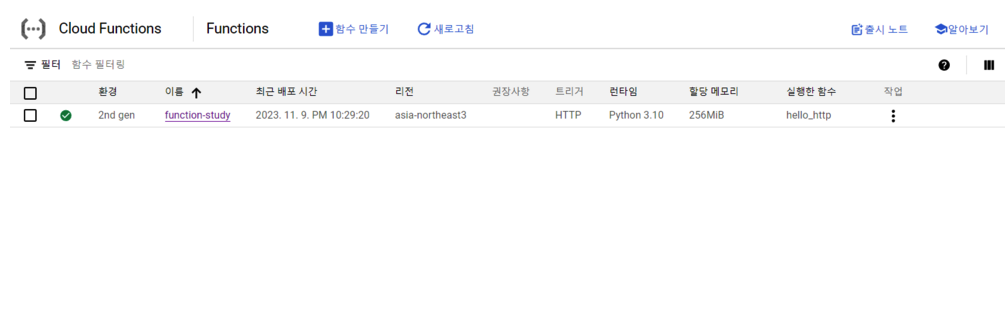 Cloud Functions Functions 함수 만들기 새로고침 출시 노트 알아보기
필터 함수 필터링
환경 이름 최근 배포 시간 리전 권장사항 트리거 런타임 할당 메모리 실행한 함수 작업
2nd gen function-study 2023. 11. 9. PM 10:29:20 asia-northeast3 HTTP Python 3.10 256MiB hello_http